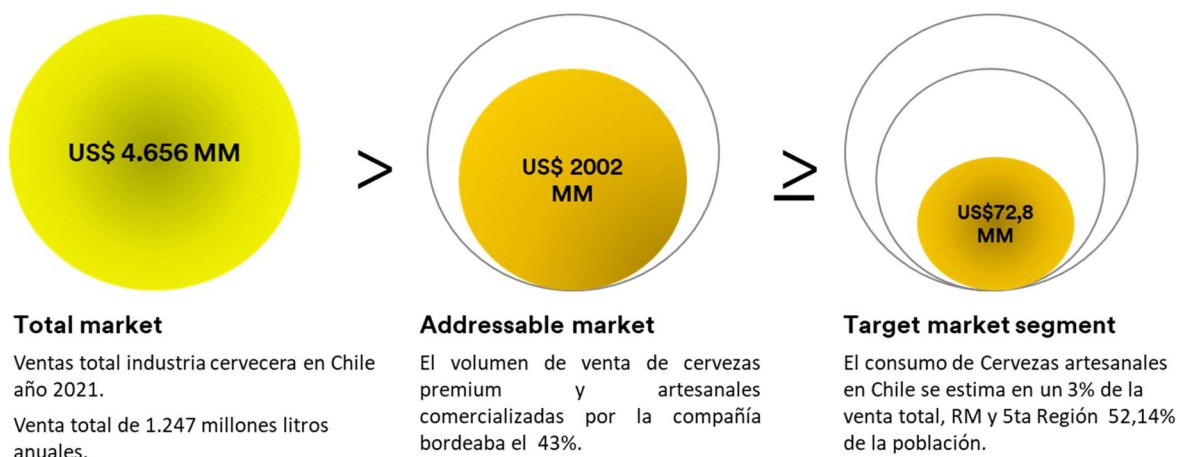 US$ 4.656 MM
>
US$ 2002
MM
≥
US$72,8
MM
Total market
Ventas total industria cervecera en Chile
año 2021.
Venta total de 1.247 millones litros
anuales.
Addressable market
El volumen de venta de cervezas
premium y artesanales
comercializadas por la compañía
bordeaba el 43%.
Target market segment
El consumo de Cervezas artesanales
en Chile se estima en un 3% de la
venta total, RM y 5ta Región 52,14%
de la población.